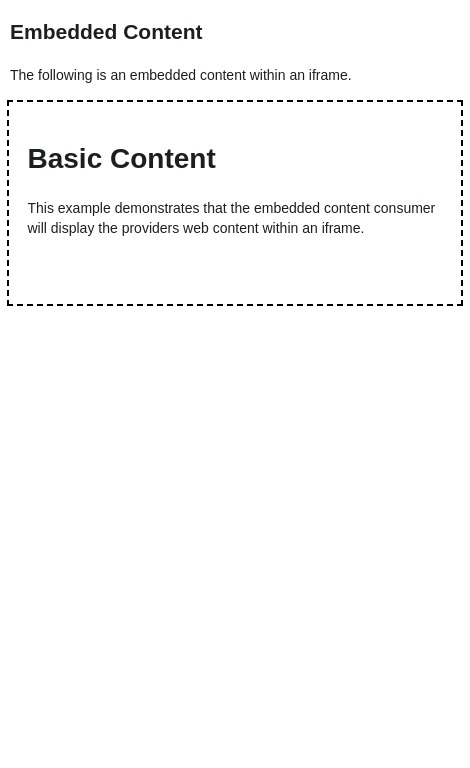 Embedded Content
The following is an embedded content within an iframe.
Basic Content
This example demonstrates that the embedded content consumer
will display the providers web content within an iframe.